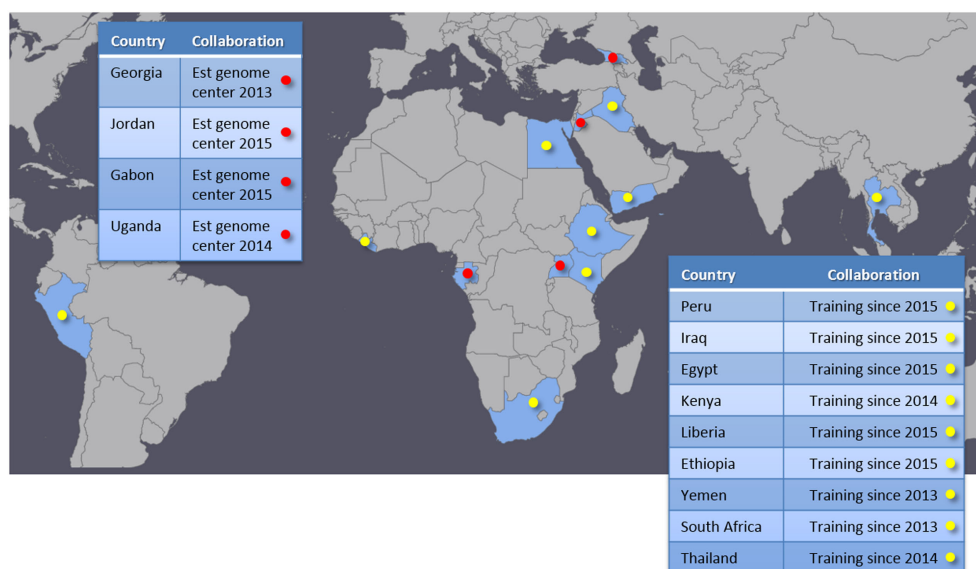 Country Collaboration
Georgia Est genome
center 2013
Jordan Est genome
center 2015
Gabon Est genome
center 2015
Uganda Est genome
center 2014
Country Collaboration
Peru Training since 2015
Iraq Training since 2015
Egypt Training since 2015
Kenya Training since 2014
Liberia Training since 2015
Ethiopia Training since 2015
Yemen Training since 2013
South Africa Training since 2013
Thailand Training since 2014